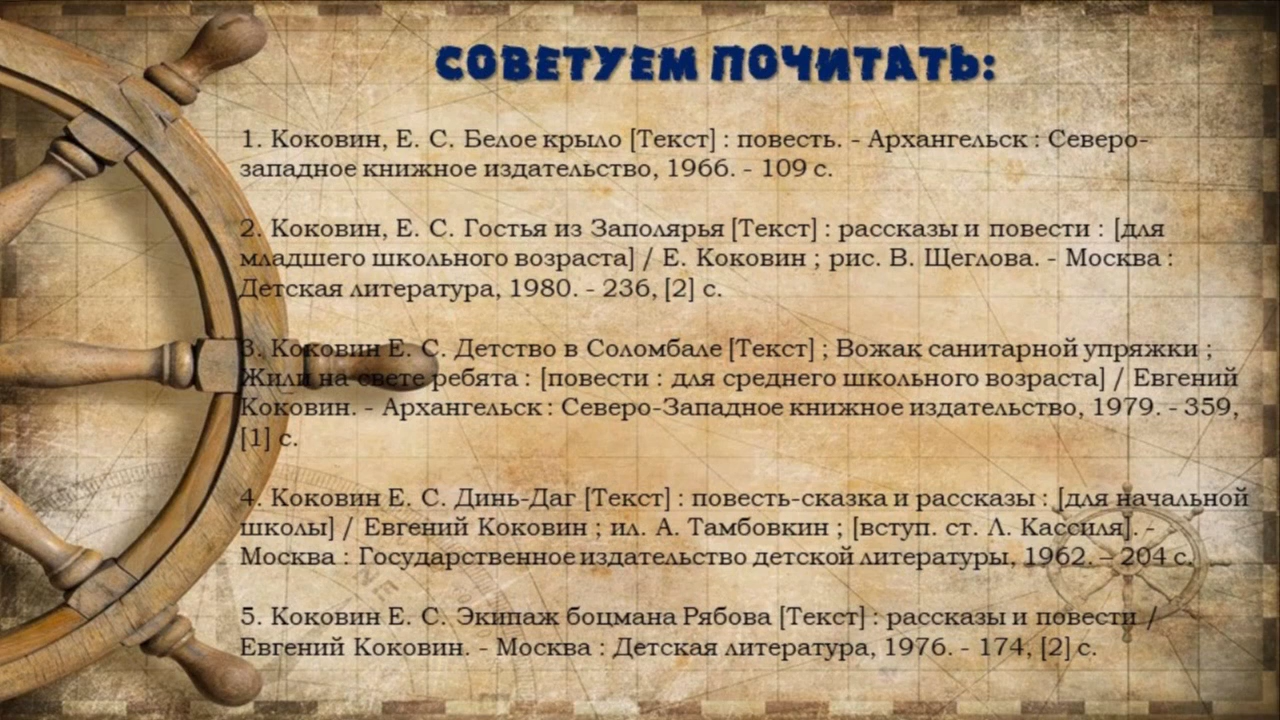 СОВЕТУЕМ ПОЧИТАТЬ:
1. Коковин, Е. С. Белое крыло [Текст] : повесть. - Архангельск : Северо-
западное книжное издательство, 1966. - 109 с.
2. Коковин, Е. С. Гостья из Заполярья [Текст] : рассказы и повести : [для
младшего школьного возраста] / Е. Коковин ; рис. В. Щеглова. - Москва :
Детская литература, 1980. - 236, [2] с.
3. Коковин Е. С. Детство в Соломбале [Текст] ; Вожак санитарной упряжки ;
Жили на свете ребята : [повести : для среднего школьного возраста] / Евгений
Коковин. - Архангельск : Северо-Западное книжное издательство, 1979. - 359,
[1] с.
4. Коковин Е. С. Динь-Даг [Текст] : повесть-сказка и рассказы : [для начальной
школы] / Евгений Коковин ; ил. А. Тамбовкин ; [вступ. ст. Л. Кассиля]. -
Москва : Государственное издательство детской литературы, 1962. – 204 с.
5. Коковин Е. С. Экипаж боцмана Рябова [Текст] : рассказы и повести /
Евгений Коковин. - Москва : Детская литература, 1976. - 174, [2] с.
NE